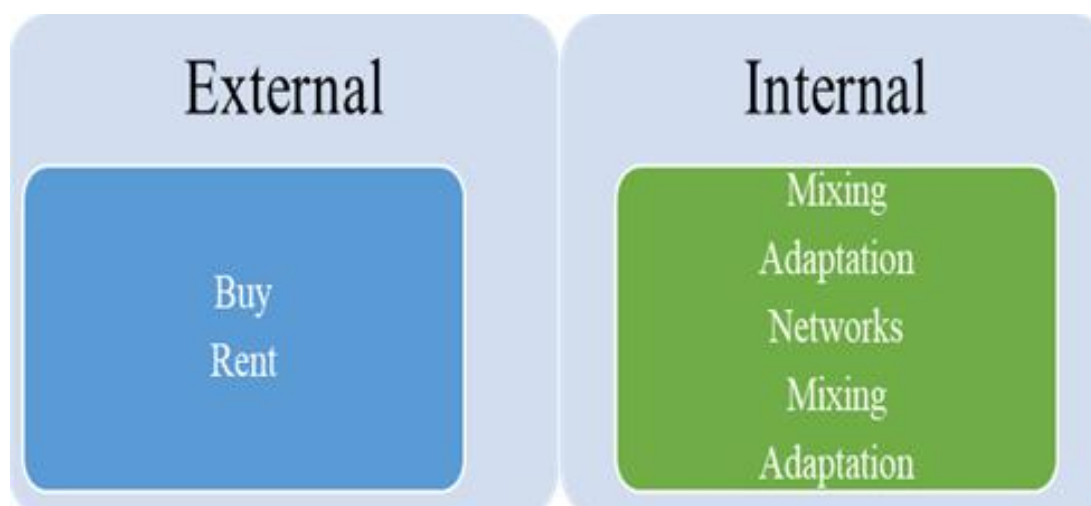 External
Buy
Rent
Internal
Mixing
Adaptation
Networks
Mixing
Adaptation